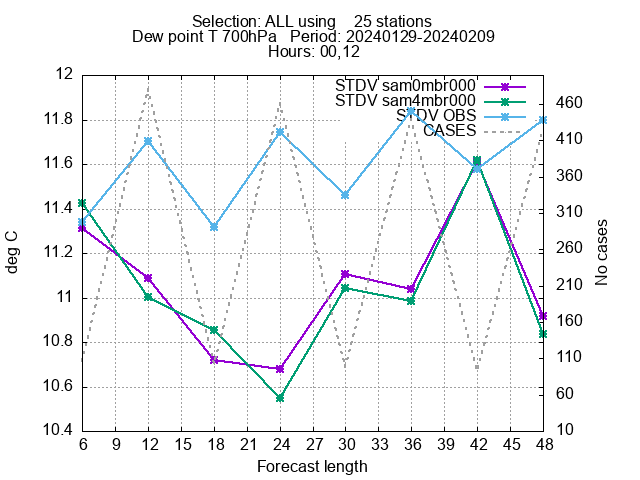 Selection: ALL using    25 stations
Dew point T 700hPa   Period: 20240129-20240209
Hours: 00,12
STDV sam0mbr000
STDV sam4mbr000
STDV OBS
CASES
12
11.8
11.6
11.4
11.2
11
10.8
10.6
10.4
460
410
360
310
260
210
160
110
60
10
deg C
No cases
6 9 12 15 18 21 24 27 30 33 36 39 42 45 48
Forecast length